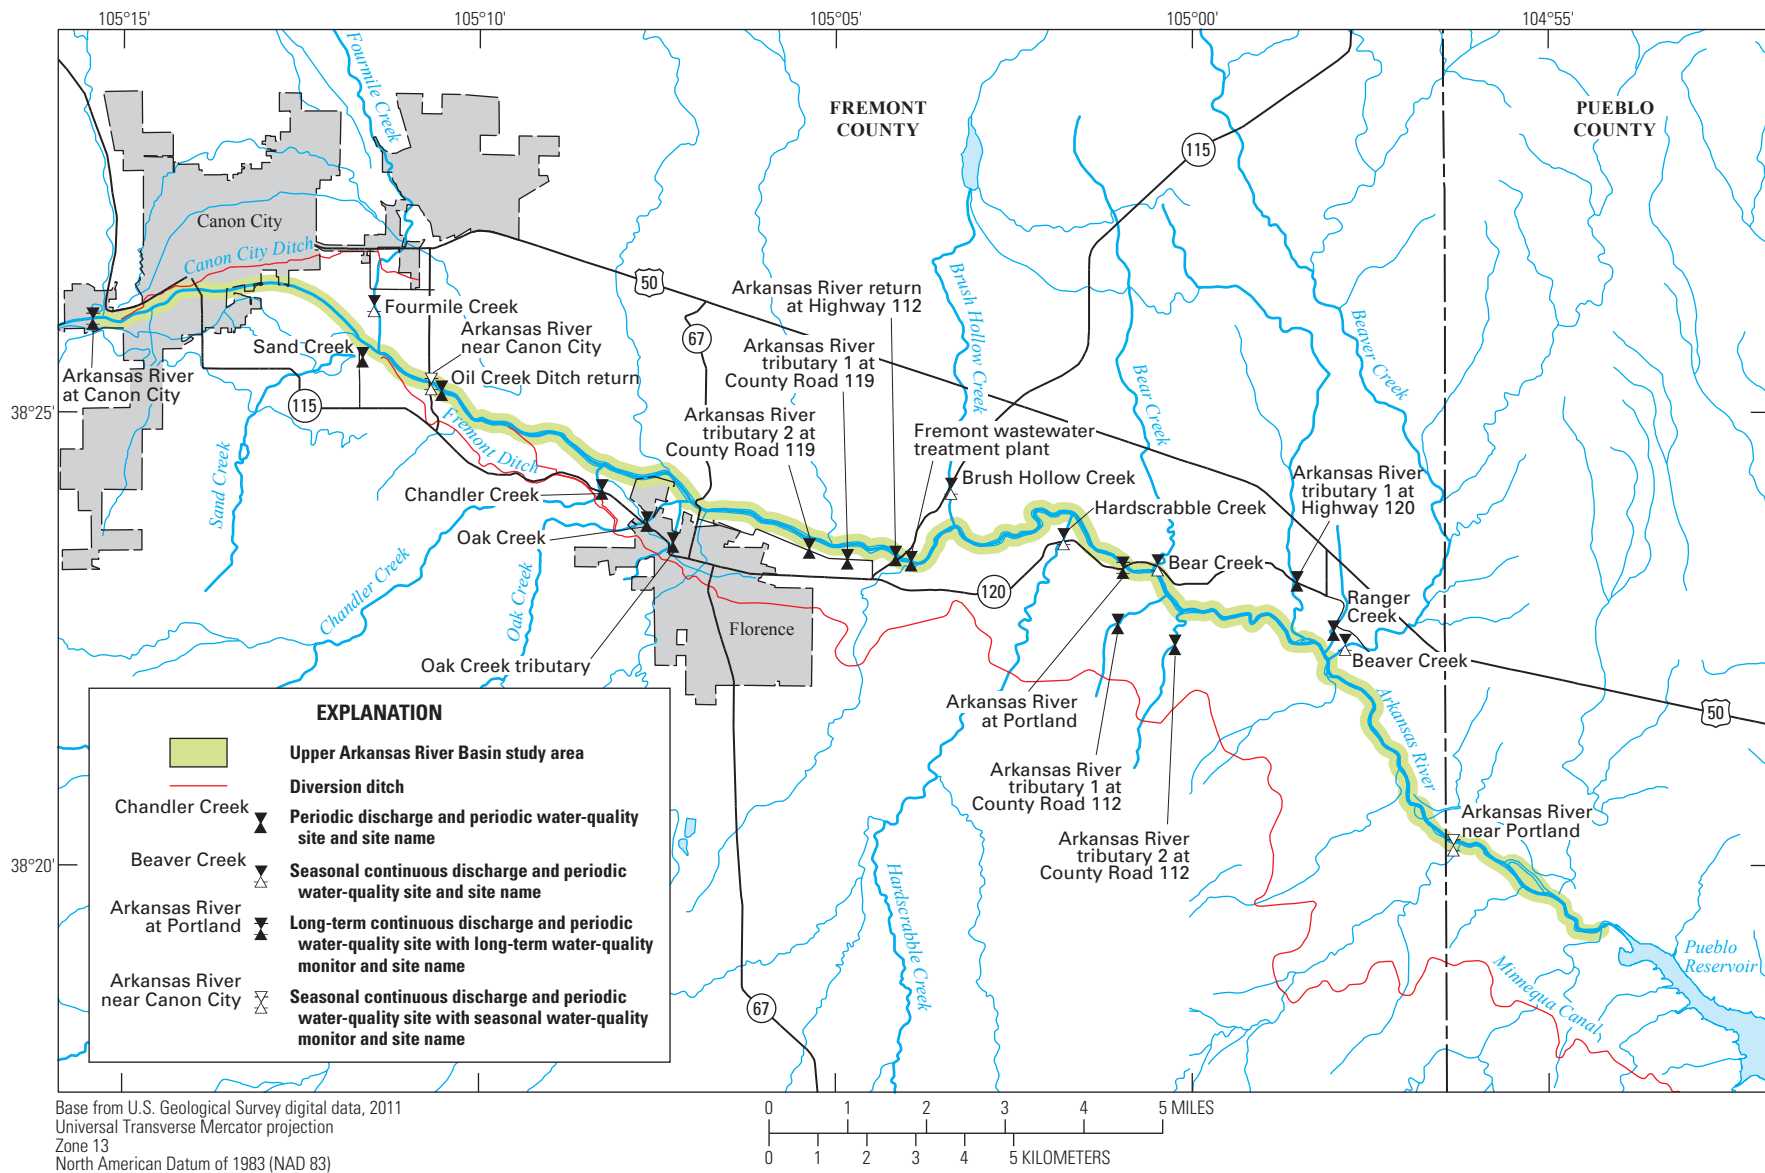 105°15'
105°10'
105°05'
105°00'
104°55'
38°25'
38°20'
FREMONT
COUNTY
PUEBLO
COUNTY
Fourmile Creek
Canon City
Canon City Ditch
115
50
67
Fourmile Creek
Arkansas River
near Canon City
Sand Creek
Oil Creek Ditch return
Arkansas River
at Canon City
115
Fremont Ditch
Sand Creek
Chandler Creek
Chandler Creek
Oak Creek
Oak Creek
Oak Creek tributary
Florence
Arkansas River return
at Highway 112
Arkansas River
tributary 1 at
County Road 119
Arkansas River
tributary 2 at
County Road 119
Brush Hollow Creek
Fremont wastewater
treatment plant
Brush Hollow Creek
Hardscrabble Creek
Bear Creek
Beaver Creek
Arkansas River
tributary 1 at
Highway 120
Bear Creek
120
Ranger
Creek
Beaver Creek
Arkansas River
at Portland
Arkansas River
tributary 1 at
County Road 112
Arkansas River
tributary 2 at
County Road 112
Arkansas River
50
Arkansas River
near Portland
Hardscrabble Creek
67
Pueblo
Reservoir
Minnequa Canal
EXPLANATION
Upper Arkansas River Basin study area
Diversion ditch
Chandler Creek
Periodic discharge and periodic water-quality
site and site name
Beaver Creek
Seasonal continuous discharge and periodic
water-quality site and site name
Arkansas River
at Portland
Long-term continuous discharge and periodic
water-quality site with long-term water-quality
monitor and site name
Arkansas River
near Canon City
Seasonal continuous discharge and periodic
water-quality site with seasonal water-quality
monitor and site name
Base from U.S. Geological Survey digital data, 2011
Universal Transverse Mercator projection
Zone 13
North American Datum of 1983 (NAD 83)
0 1 2 3 4 5 MILES
0 1 2 3 4 5 KILOMETERS